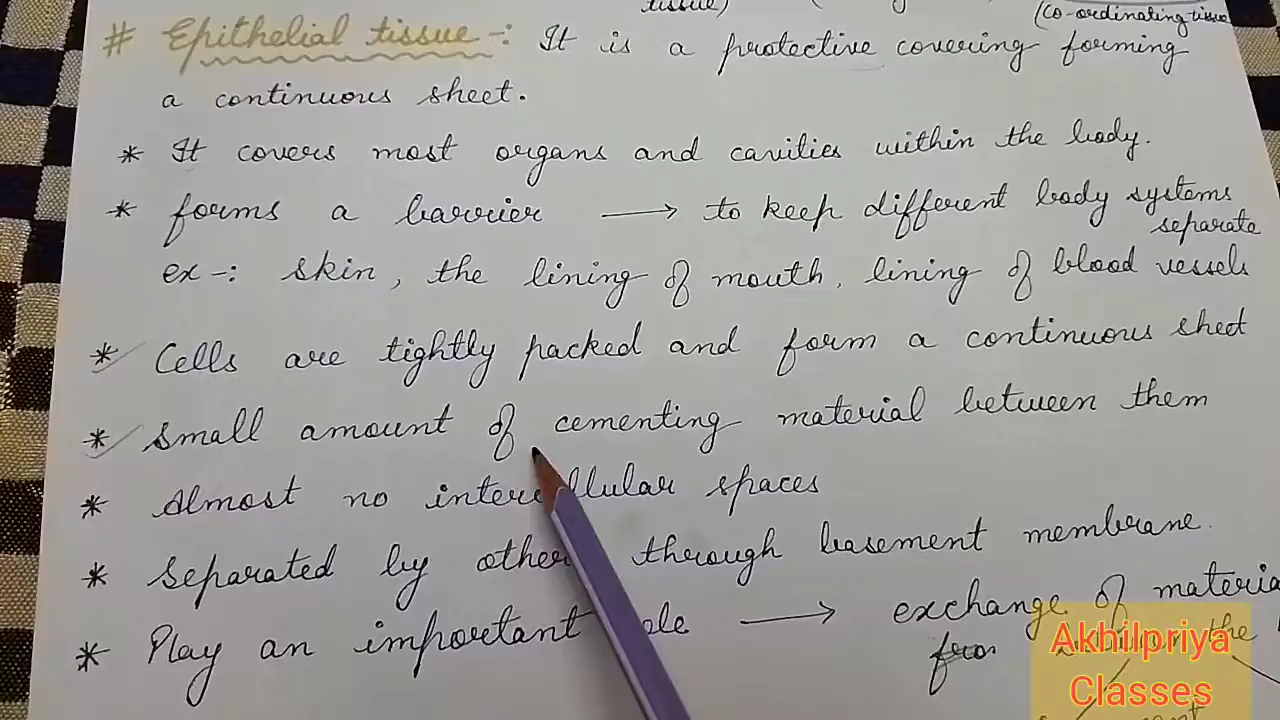 tissue)
(co-ordinating tissue
# Epithelial tissue -: It is a protective covering forming
a continuous sheet.
* It covers most organs and cavities within the body.
* forms a barrier → to keep different body systems
separate
ex -: skin, the lining of mouth, lining of blood vessels
* Cells are tightly packed and form a continuous sheet
* Small amount of cementing material between them
* Almost no intercellular spaces
* Separated by other through basement membrane.
* Play an important role → exchange of material
the
Akhilpriya
Classes